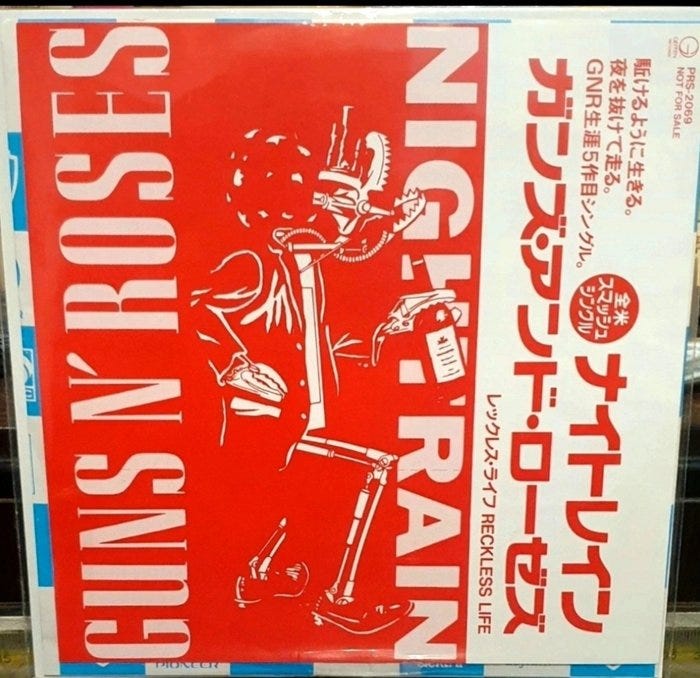 PRS-2069
NOT FOR SALE
駈けるように生きる。
夜を抜けて走る。
GNR生涯5作目シングル。
全米
スマッシュ
シングル
ナイトレイン
ガンズ・アンド・ローゼズ
レックレス・ライフ RECKLESS LIFE
NIGHTRAIN
GUNS N' ROSES
PIONEER